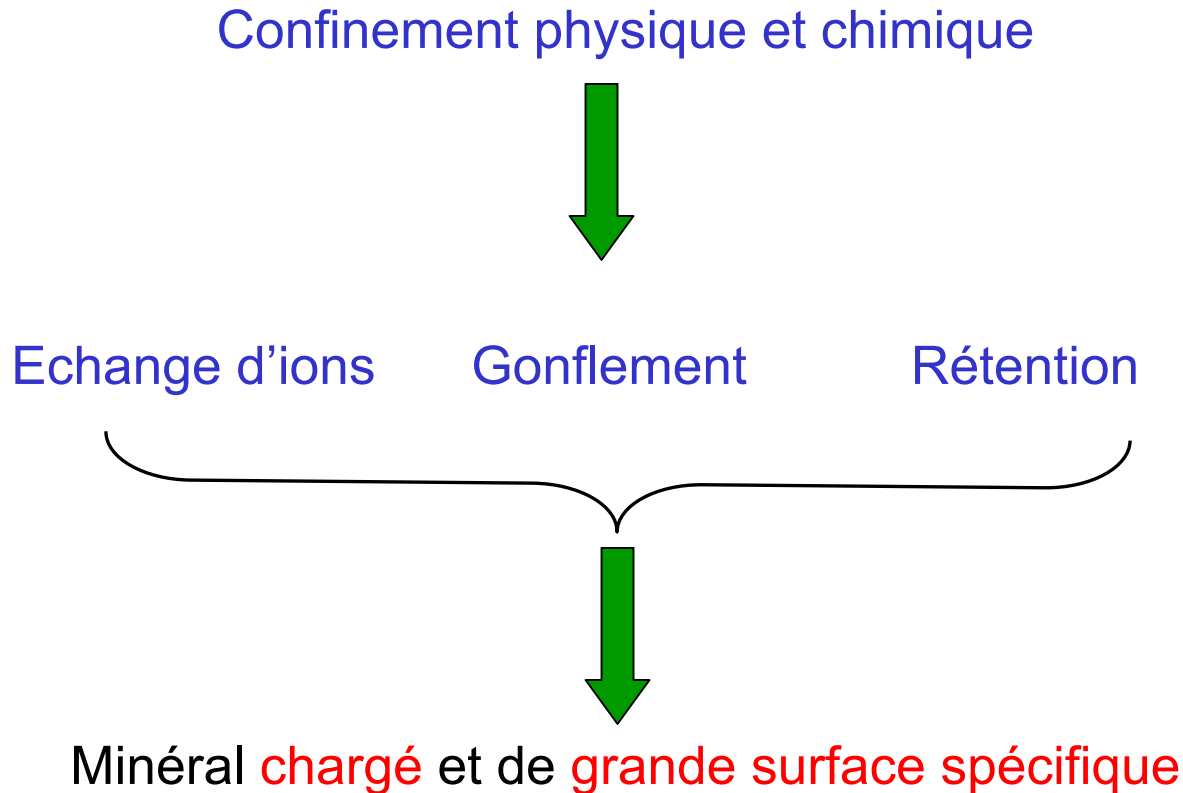 Confinement physique et chimique
Echange d’ions Gonflement Rétention
Minéral chargé et de grande surface spécifique